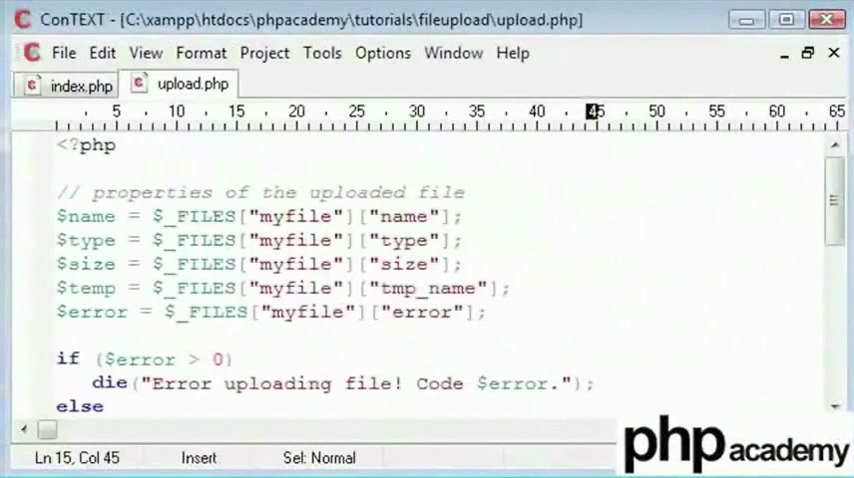 ConTEXT - [C:\xampp\htdocs\phpacademy\tutorials\fileupload\upload.php]
File Edit View Format Project Tools Options Window Help
index.php upload.php
5 10 15 20 25 30 35 40 45 50 55 60 65
<?php
// properties of the uploaded file
$name = $_FILES["myfile"]["name"];
$type = $_FILES["myfile"]["type"];
$size = $_FILES["myfile"]["size"];
$temp = $_FILES["myfile"]["tmp_name"];
$error = $_FILES["myfile"]["error"];
if ($error > 0)
die("Error uploading file! Code $error.");
else
Ln 15, Col 45 Insert Sel: Normal
php academy